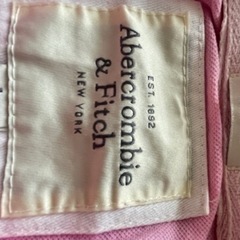 EST. 1892
Abercrombie
& Fitch
NEW YORK